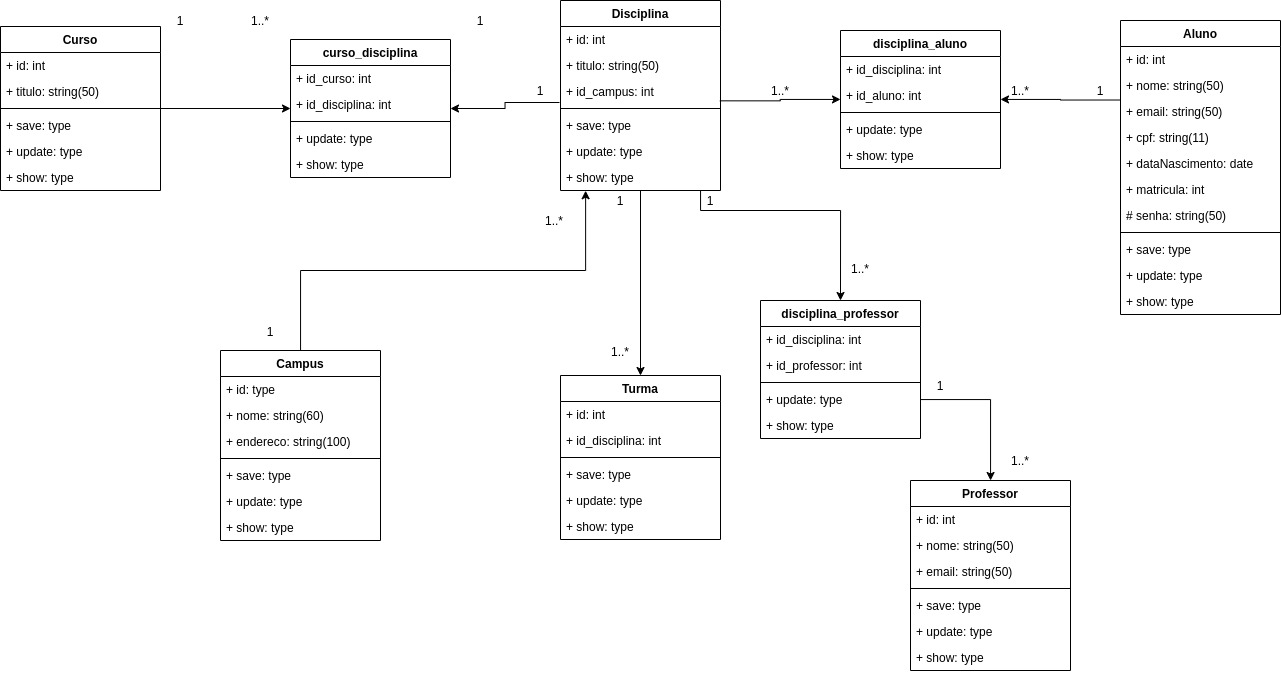 1
1..*
1
Curso
+ id: int
+ titulo: string(50)
+ save: type
+ update: type
+ show: type
curso_disciplina
+ id_curso: int
+ id_disciplina: int
+ update: type
+ show: type
1
Disciplina
+ id: int
+ titulo: string(50)
+ id_campus: int
+ save: type
+ update: type
+ show: type
1..*
disciplina_aluno
+ id_disciplina: int
+ id_aluno: int
+ update: type
+ show: type
1..*
1
Aluno
+ id: int
+ nome: string(50)
+ email: string(50)
+ cpf: string(11)
+ dataNascimento: date
+ matricula: int
# senha: string(50)
+ save: type
+ update: type
+ show: type
1..*
1
1
1..*
1
1..*
Campus
+ id: type
+ nome: string(60)
+ endereco: string(100)
+ save: type
+ update: type
+ show: type
Turma
+ id: int
+ id_disciplina: int
+ save: type
+ update: type
+ show: type
disciplina_professor
+ id_disciplina: int
+ id_professor: int
+ update: type
+ show: type
1
1..*
Professor
+ id: int
+ nome: string(50)
+ email: string(50)
+ save: type
+ update: type
+ show: type